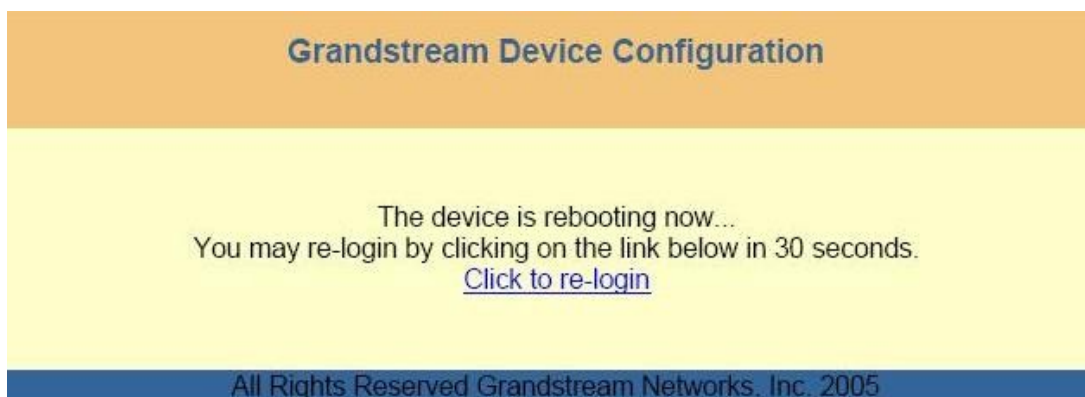 Grandstream Device Configuration
The device is rebooting now...
You may re-login by clicking on the link below in 30 seconds.
Click to re-login
All Rights Reserved Grandstream Networks, Inc. 2005